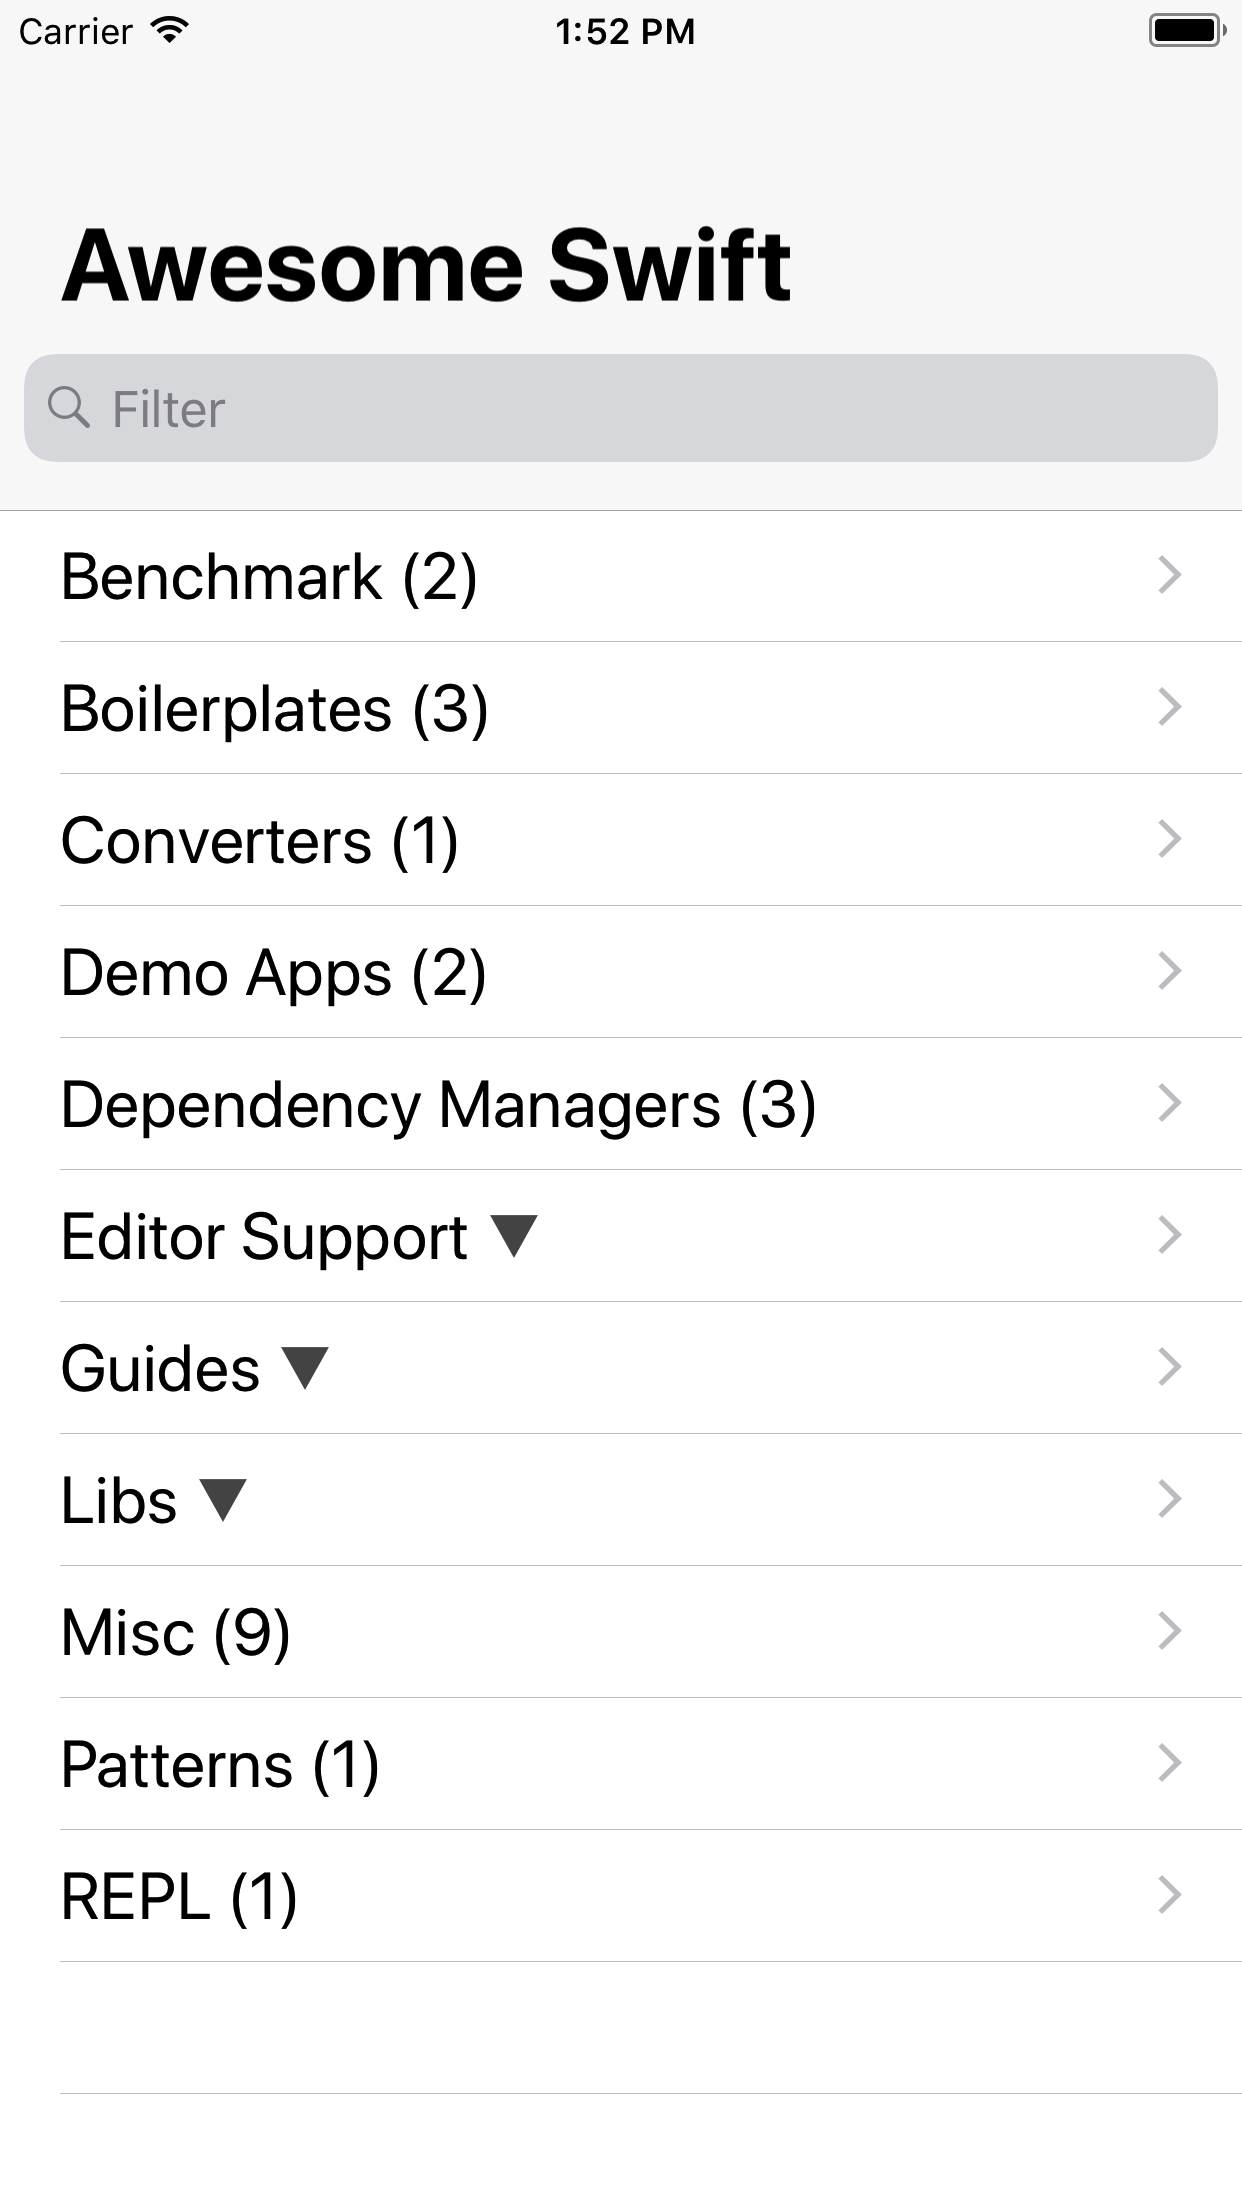 Carrier 1:52 PM
Awesome Swift
Filter
Benchmark (2)
Boilerplates (3)
Converters (1)
Demo Apps (2)
Dependency Managers (3)
Editor Support ▼
Guides ▼
Libs ▼
Misc (9)
Patterns (1)
REPL (1)